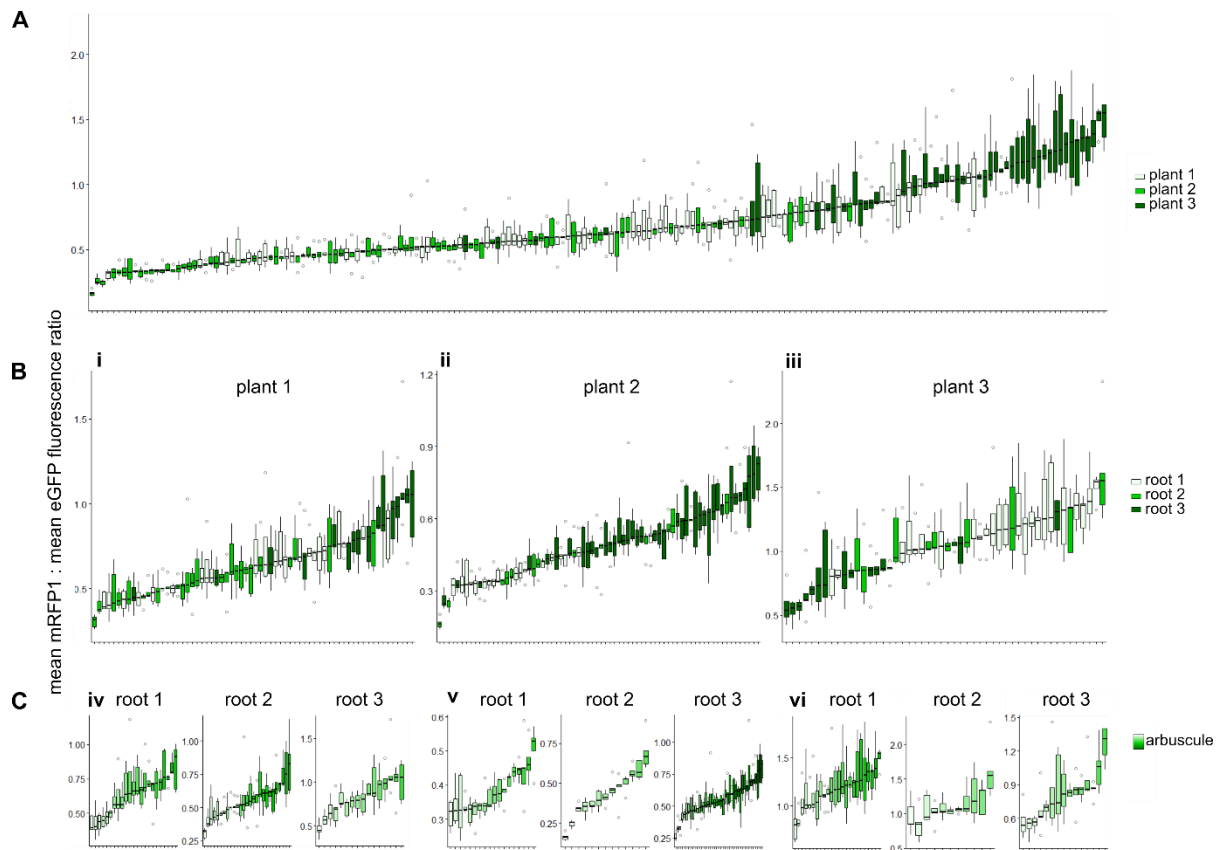 A
2.0
1.5
1.0
0.5
plant 1
plant 2
plant 3
mean mRFP1 : mean eGFP fluorescence ratio
B
i
plant 1
1.5
1.0
0.5
ii
plant 2
1.2
0.9
0.6
0.3
iii
plant 3
2.0
1.5
1.0
0.5
root 1
root 2
root 3
C
iv
root 1
1.00
0.75
0.50
root 2
1.00
0.75
0.50
0.25
root 3
1.5
1.0
0.5
v
root 1
0.6
0.5
0.4
0.3
root 2
0.75
0.50
0.25
root 3
1.00
0.75
0.50
0.25
vi
root 1
1.5
1.0
root 2
2.0
1.5
1.0
root 3
1.5
1.2
0.9
0.6
arbuscule